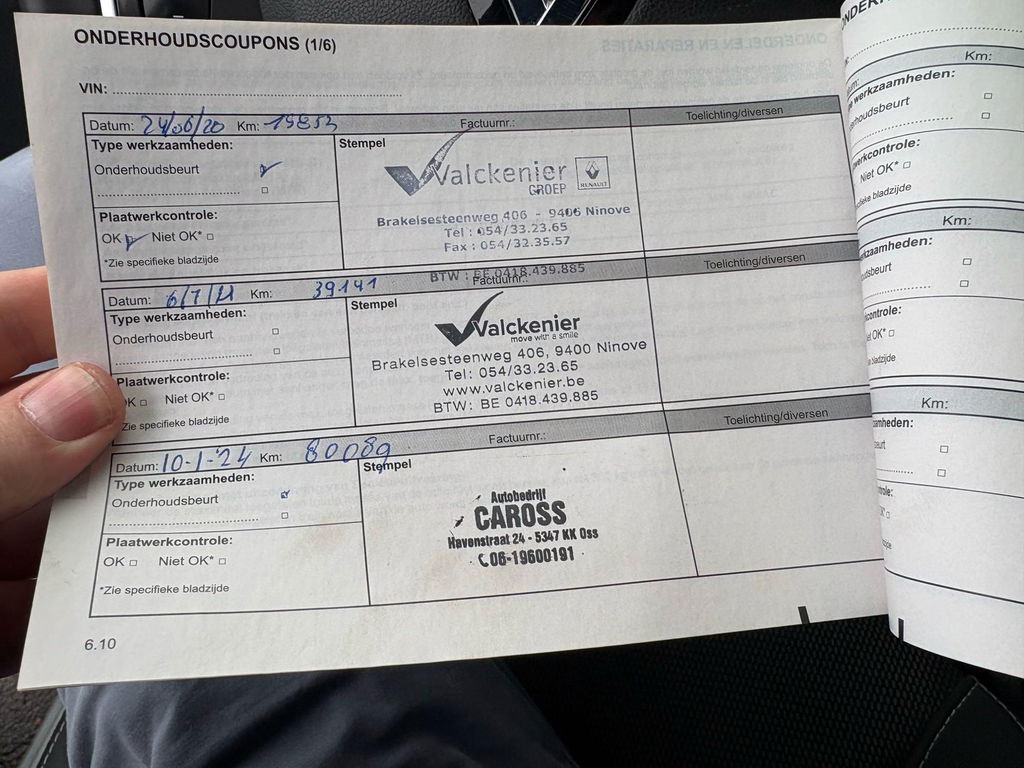 ONDERHOUDSCOUPONS (1/6)
VIN:
Datum: 24/06/20 Km: 19853
Factuurnr.:
Toelichting/diversen
Type werkzaamheden:
Onderhoudsbeurt
Stempel
Valckenier
GROEP
RENAULT
Brakelsesteenweg 406 - 9406 Ninove
Tel : 054/33.23.65
Fax : 054/32.35.57
BTW : BE 0418.439.885
Plaatwerkcontrole:
OK Niet OK*
*Zie specifieke bladzijde
Datum: 6/7/21 Km: 39141
Factuurnr.:
Toelichting/diversen
Type werkzaamheden:
Onderhoudsbeurt
Stempel
Valckenier
move with a smile
Brakelsesteenweg 406, 9400 Ninove
Tel: 054/33.23.65
www.valckenier.be
BTW: BE 0418.439.885
Plaatwerkcontrole:
OK Niet OK*
Zie specifieke bladzijde
Datum: 10-1-'24 Km: 80089
Factuurnr.:
Toelichting/diversen
Type werkzaamheden:
Onderhoudsbeurt
Stempel
Autobedrijf
CAROSS
Havenstraat 24 - 5347 KK Oss
06-19600191
Plaatwerkcontrole:
OK Niet OK*
*Zie specifieke bladzijde
6.10
Km:
werkzaamheden:
Niet OK*
bladzijde
Km:
Km: